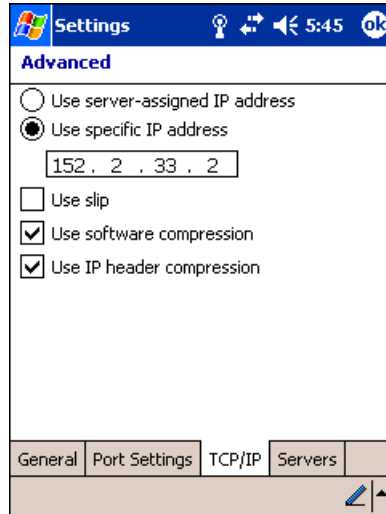 Settings 5:45 ok
Advanced
Use server-assigned IP address
Use specific IP address
152 . 2 . 33 . 2
Use slip
Use software compression
Use IP header compression
General Port Settings TCP/IP Servers